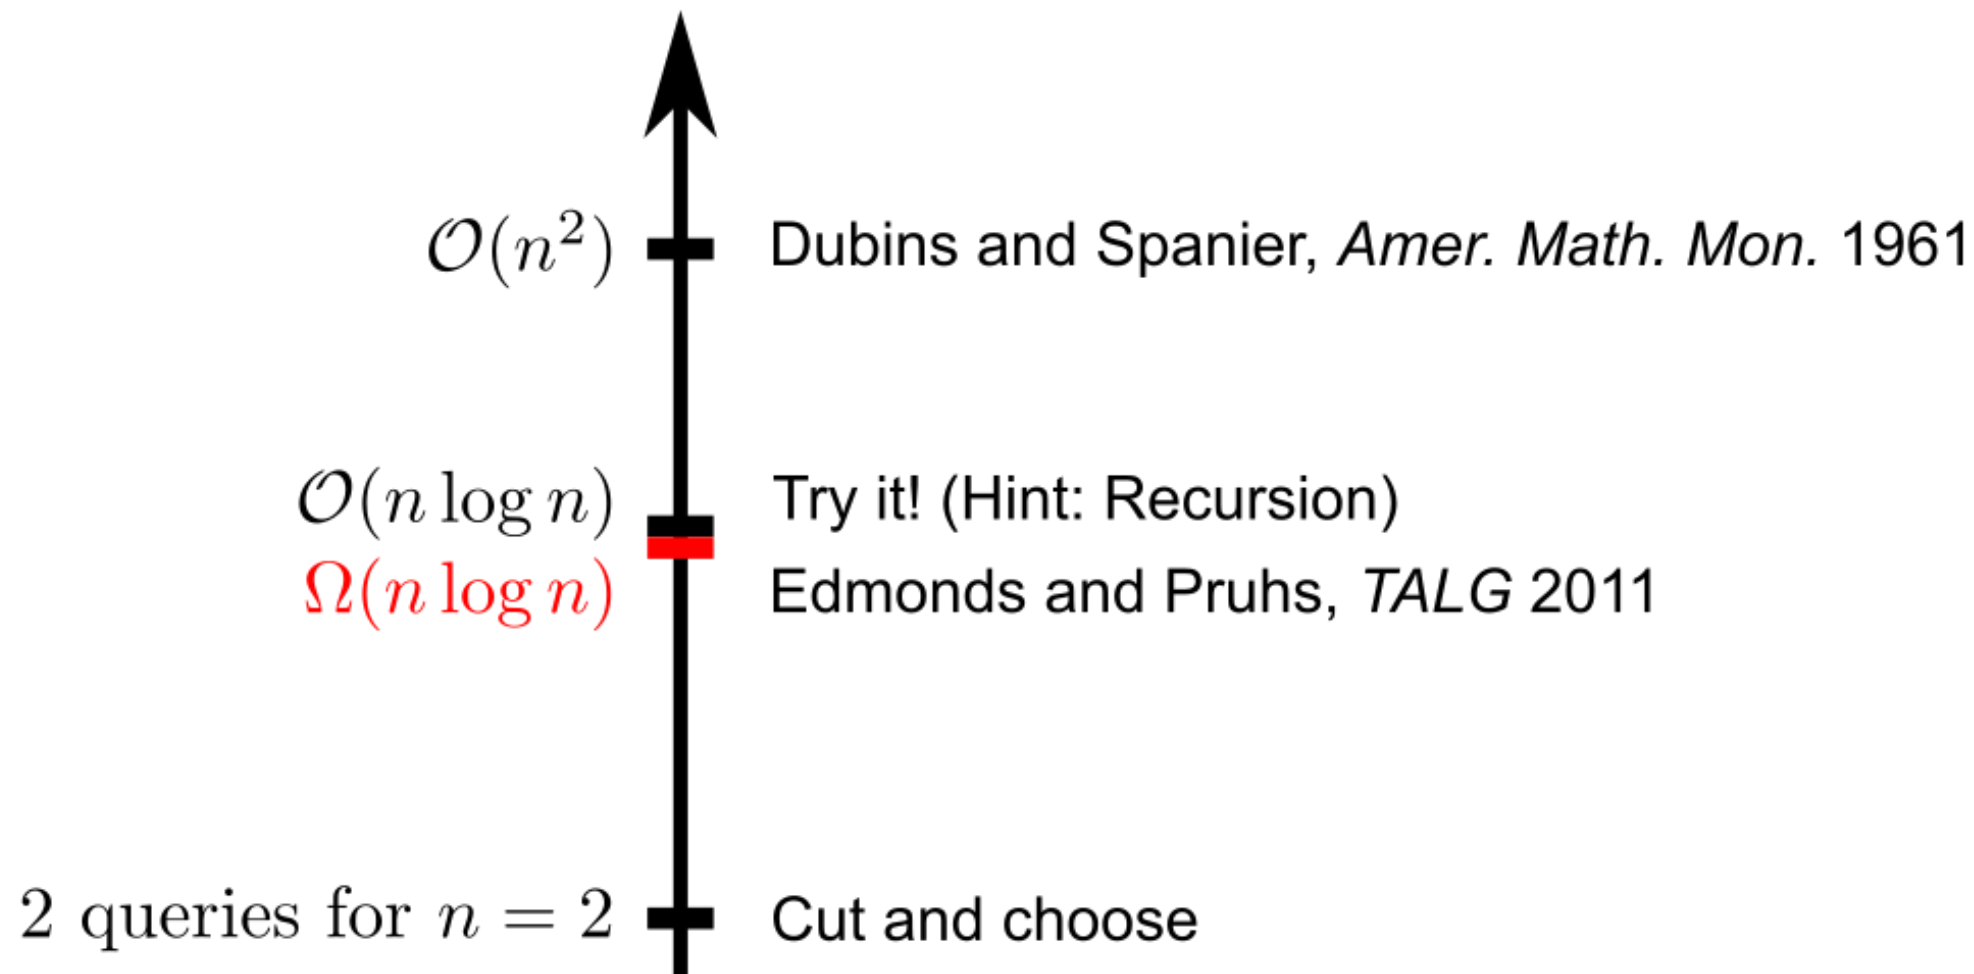 𝒪(n²) Dubins and Spanier, Amer. Math. Mon. 1961
𝒪(n log n) Try it! (Hint: Recursion)
Ω(n log n) Edmonds and Pruhs, TALG 2011
2 queries for n = 2 Cut and choose